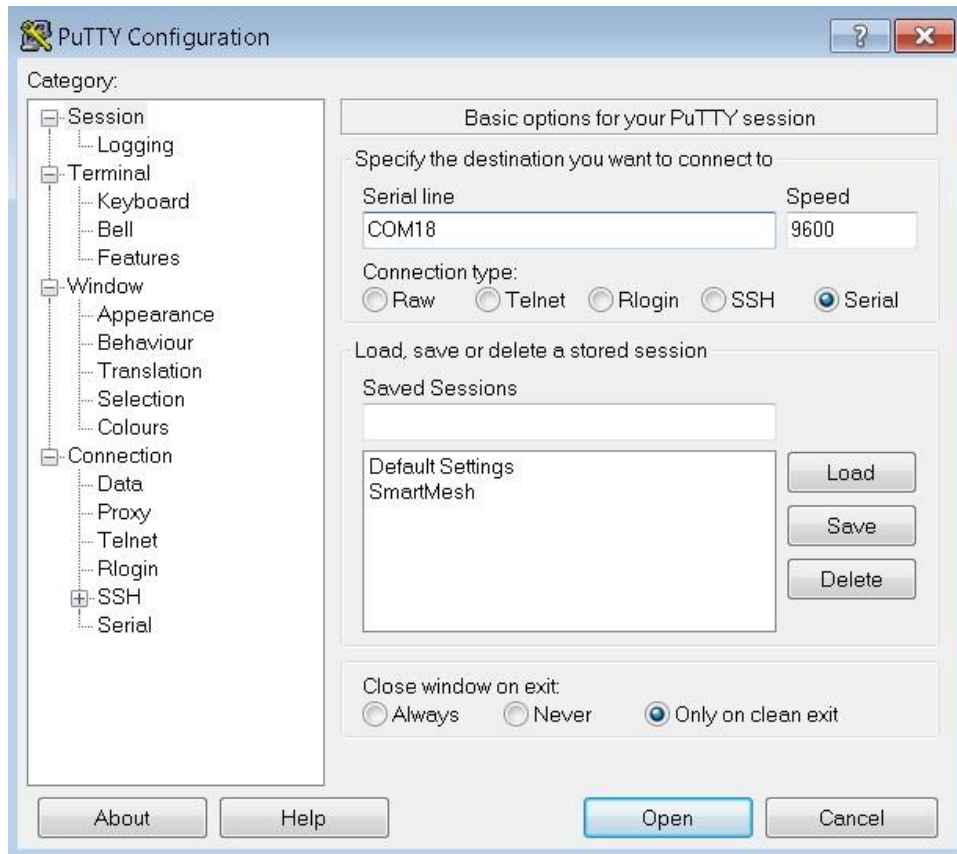 PuTTY Configuration
?
Category:
Session
Logging
Terminal
Keyboard
Bell
Features
Window
Appearance
Behaviour
Translation
Selection
Colours
Connection
Data
Proxy
Telnet
Rlogin
SSH
Serial
Basic options for your PuTTY session
Specify the destination you want to connect to
Serial line Speed
COM18 9600
Connection type:
Raw Telnet Rlogin SSH Serial
Load, save or delete a stored session
Saved Sessions
Default Settings
SmartMesh
Load
Save
Delete
Close window on exit:
Always Never Only on clean exit
About Help Open Cancel